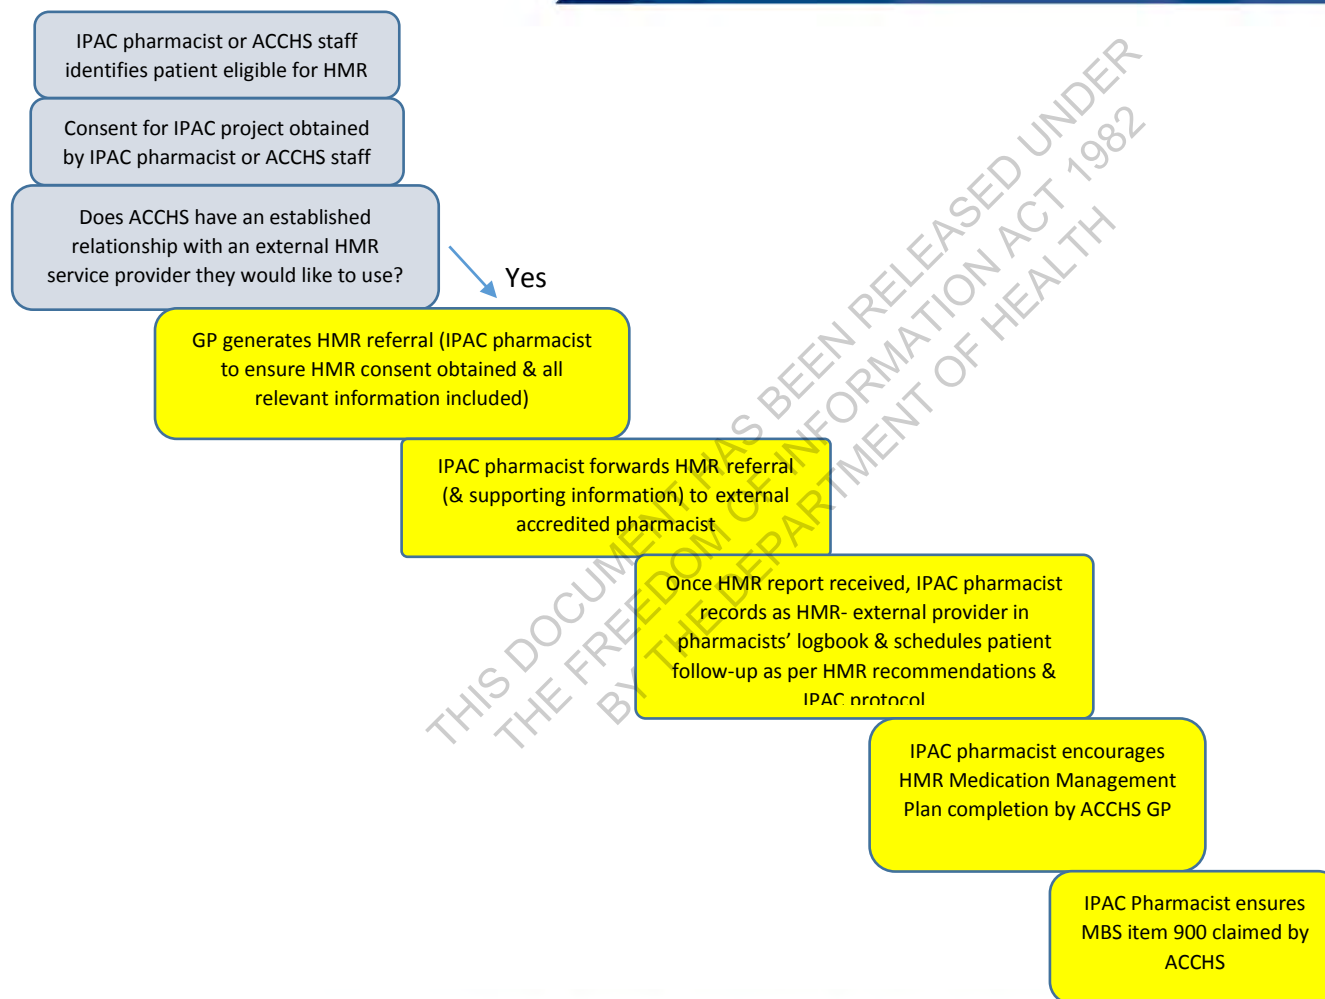 IPAC pharmacist or ACCHS staff
identifies patient eligible for HMR
Consent for IPAC project obtained
by IPAC pharmacist or ACCHS staff
Does ACCHS have an established
relationship with an external HMR
service provider they would like to use?
Yes
GP generates HMR referral (IPAC pharmacist
to ensure HMR consent obtained & all
relevant information included)
IPAC pharmacist forwards HMR referral
(& supporting information) to external
accredited pharmacist
Once HMR report received, IPAC pharmacist
records as HMR- external provider in
pharmacists’ logbook & schedules patient
follow-up as per HMR recommendations &
IPAC protocol
IPAC pharmacist encourages
HMR Medication Management
Plan completion by ACCHS GP
IPAC Pharmacist ensures
MBS item 900 claimed by
ACCHS
THIS DOCUMENT HAS BEEN RELEASED UNDER
THE FREEDOM OF INFORMATION ACT 1982
BY THE DEPARTMENT OF HEALTH